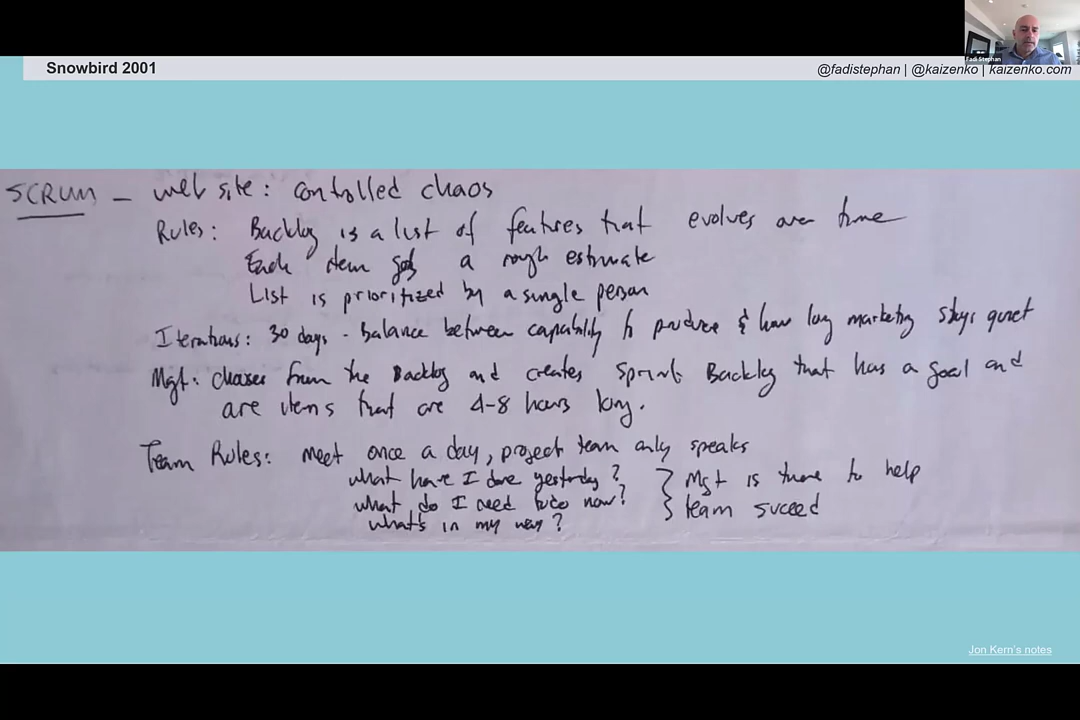 Fadi Stephan
Snowbird 2001
@fadistephan | @kaizenko | kaizenko.com
SCRUM - web site: controlled chaos
Rules: Backlog is a list of features that evolves over time
Each item gets a rough estimate
List is prioritized by a single person
Iterations: 30 days - Balance between capability to produce & how long marketing stays quiet
Mgt: chooses from the Backlog and creates Sprint Backlog that has a goal and
are items that are 4-8 hours long.
Team Rules: Meet once a day, project team only speaks
what have I done yesterday?
what do I need to do now?
what's in my way?
} Mgt is there to help
team succeed
Jon Kern's notes